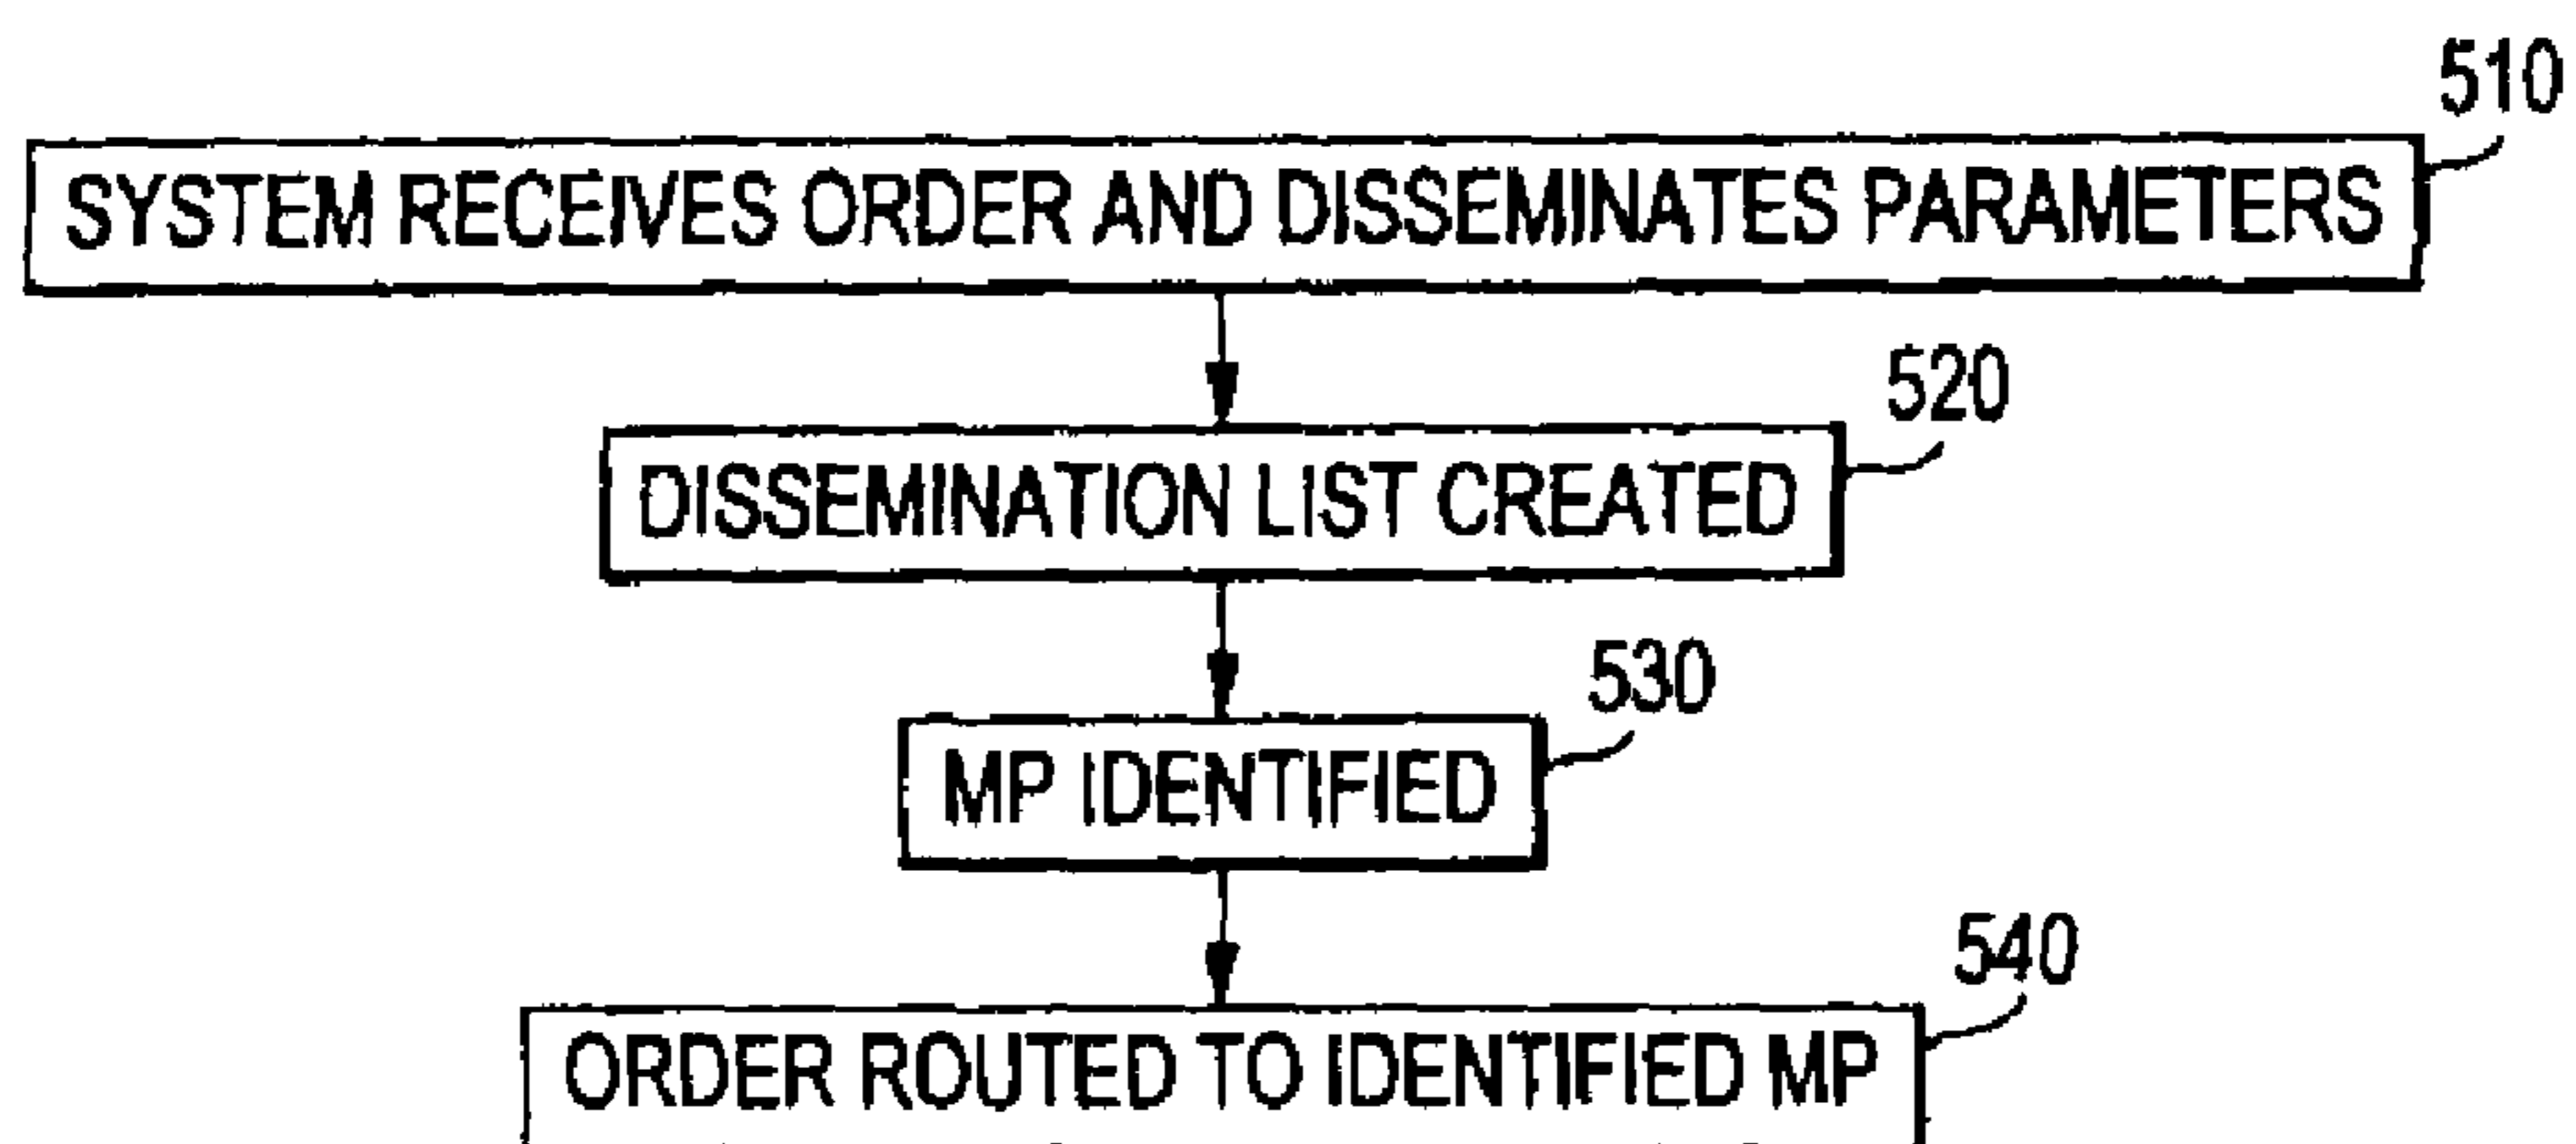 510
SYSTEM RECEIVES ORDER AND DISSEMINATES PARAMETERS
520
DISSEMINATION LIST CREATED
530
MP IDENTIFIED
540
ORDER ROUTED TO IDENTIFIED MP